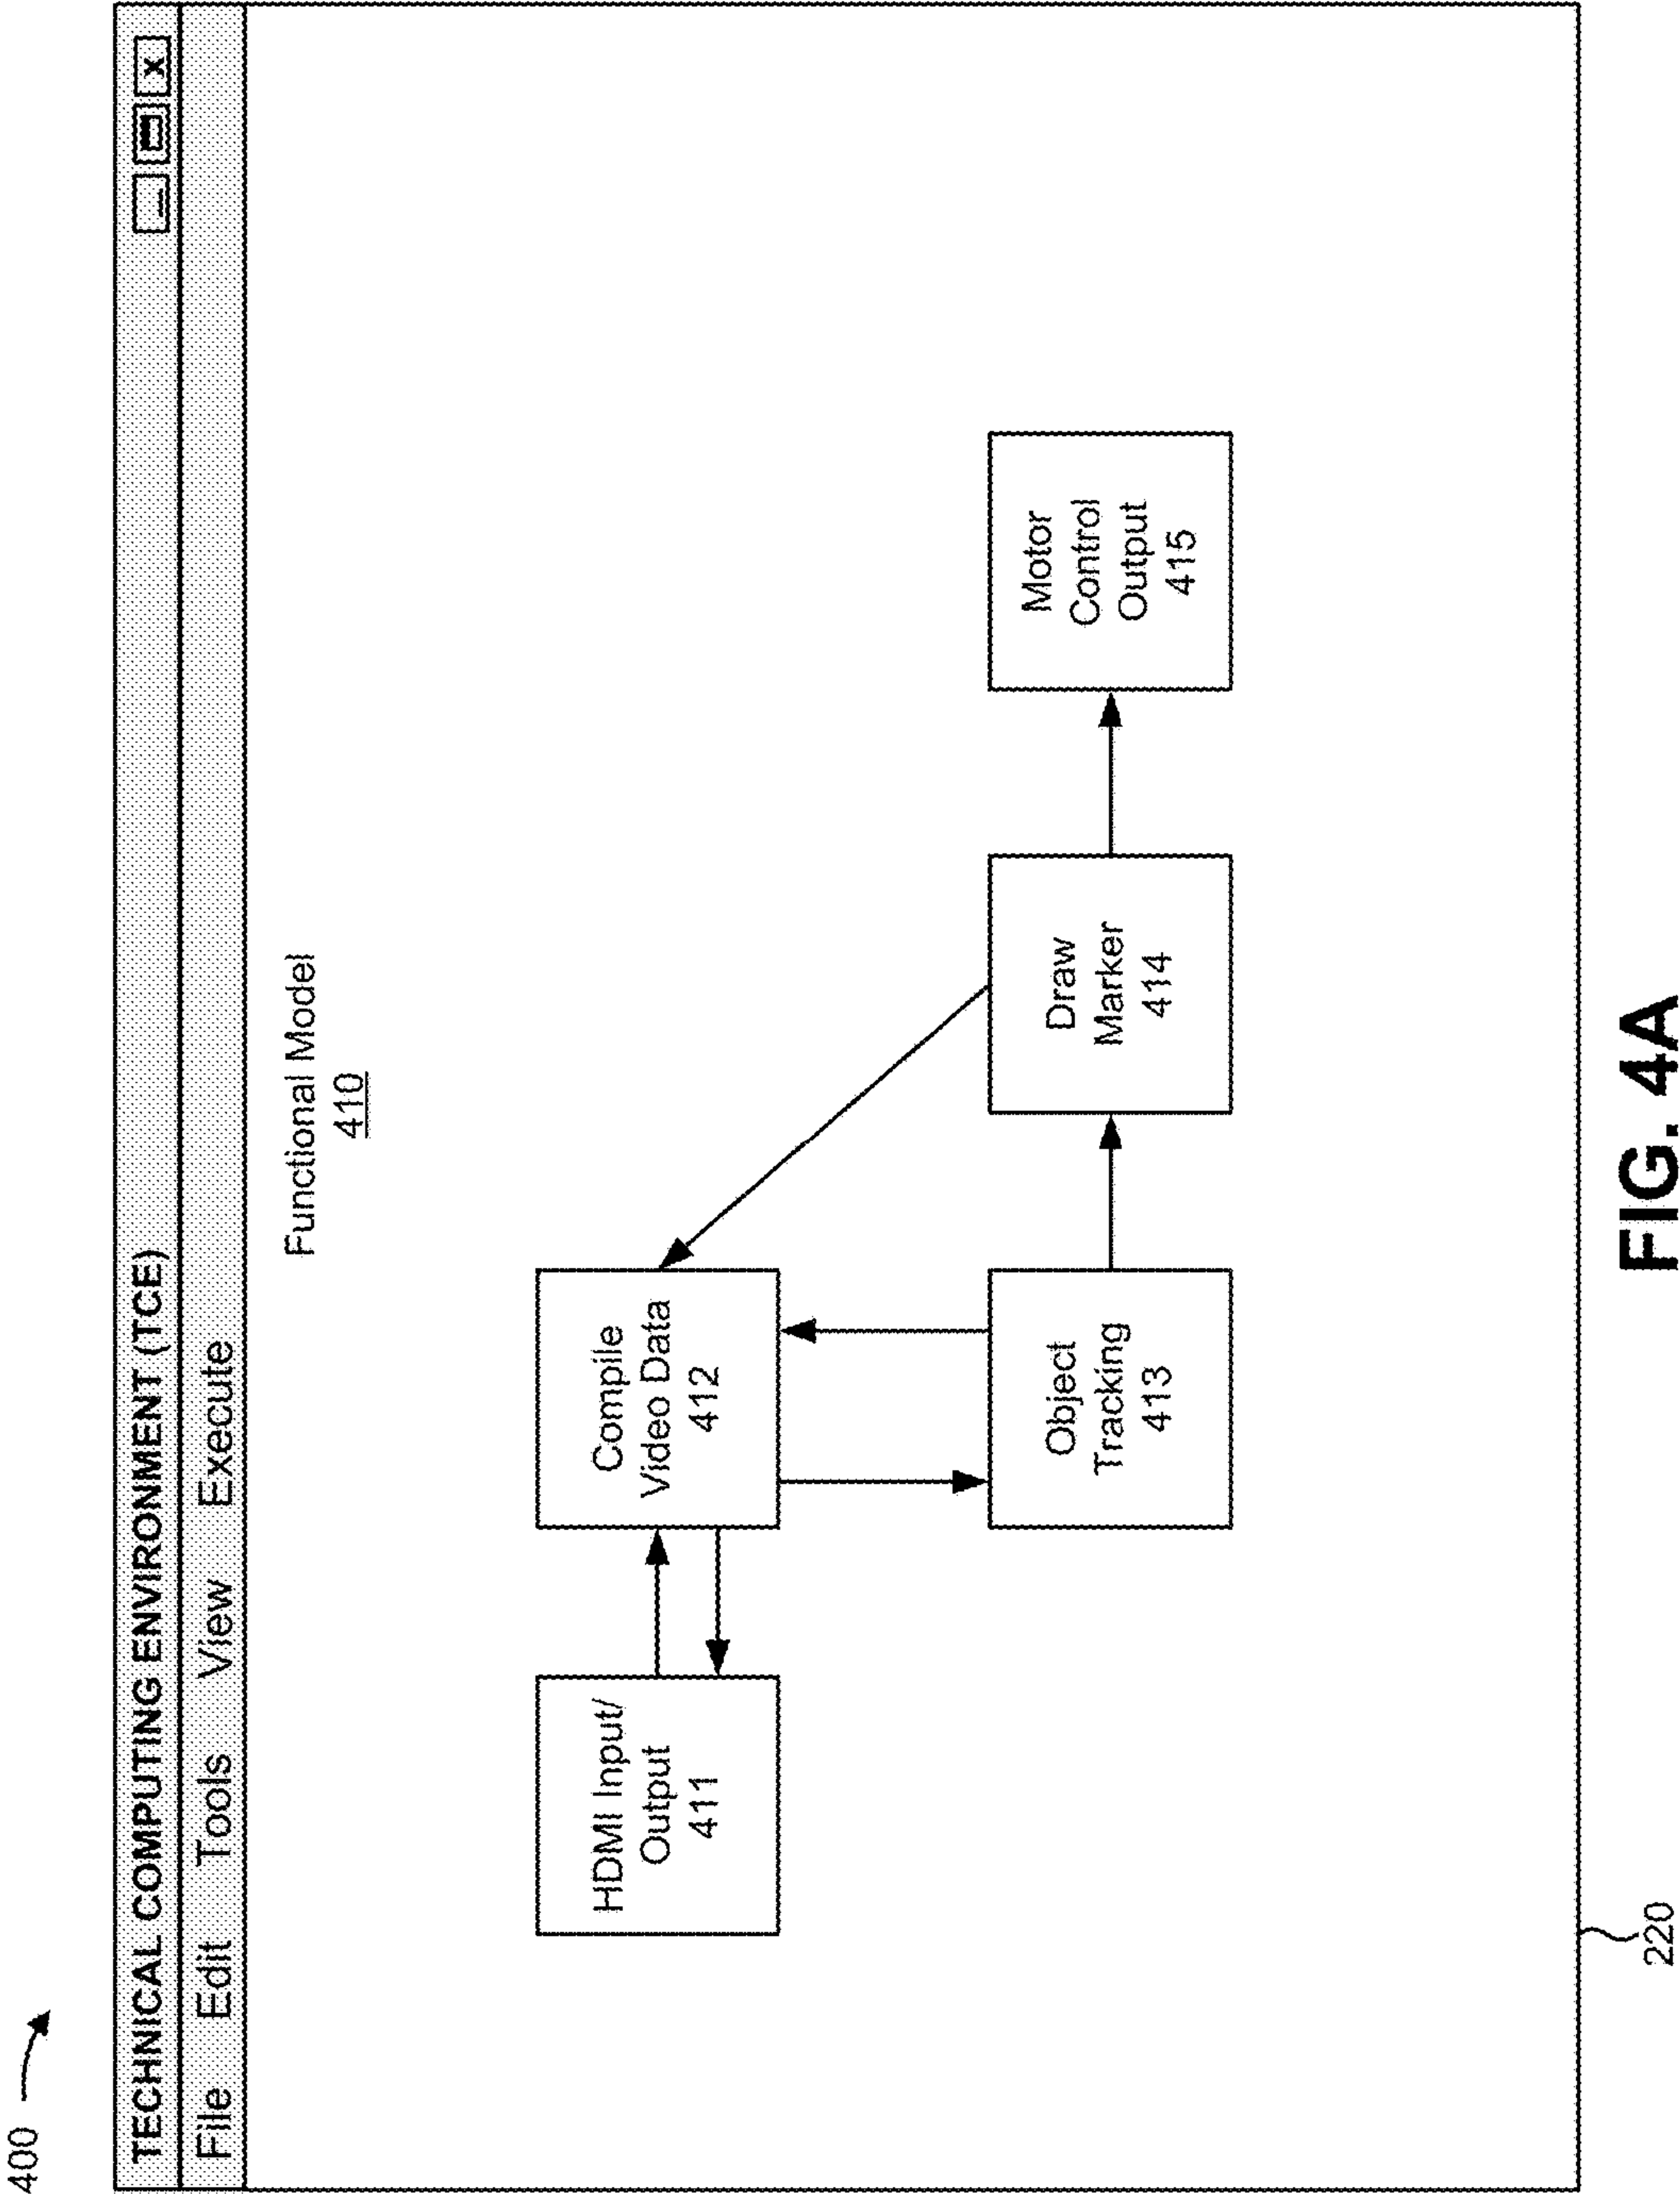 400
TECHNICAL COMPUTING ENVIRONMENT (TCE)
_ X
File Edit Tools View Execute
Functional Model
410
HDMI Input/
Output
411
Compile
Video Data
412
Object
Tracking
413
Draw
Marker
414
Motor
Control
Output
415
220
FIG. 4A